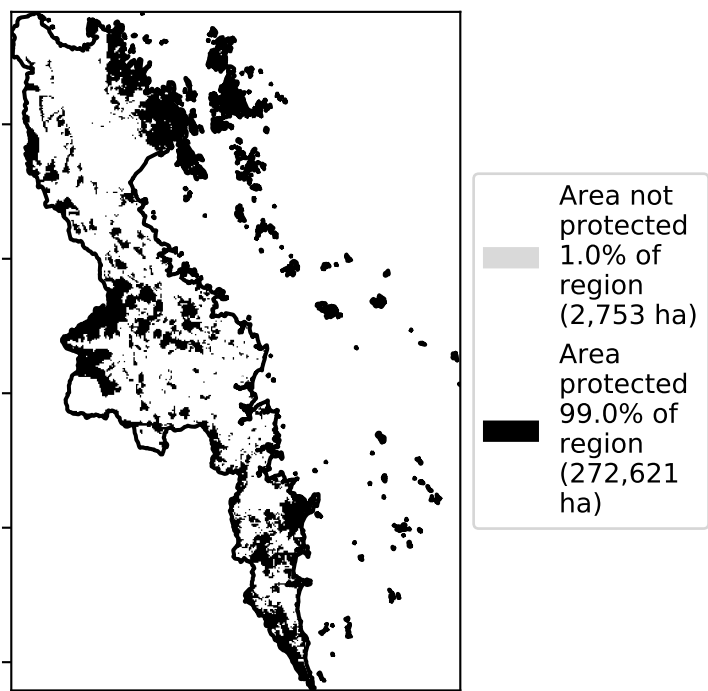 Area not
protected
1.0% of
region
(2,753 ha)
Area
protected
99.0% of
region
(272,621
ha)